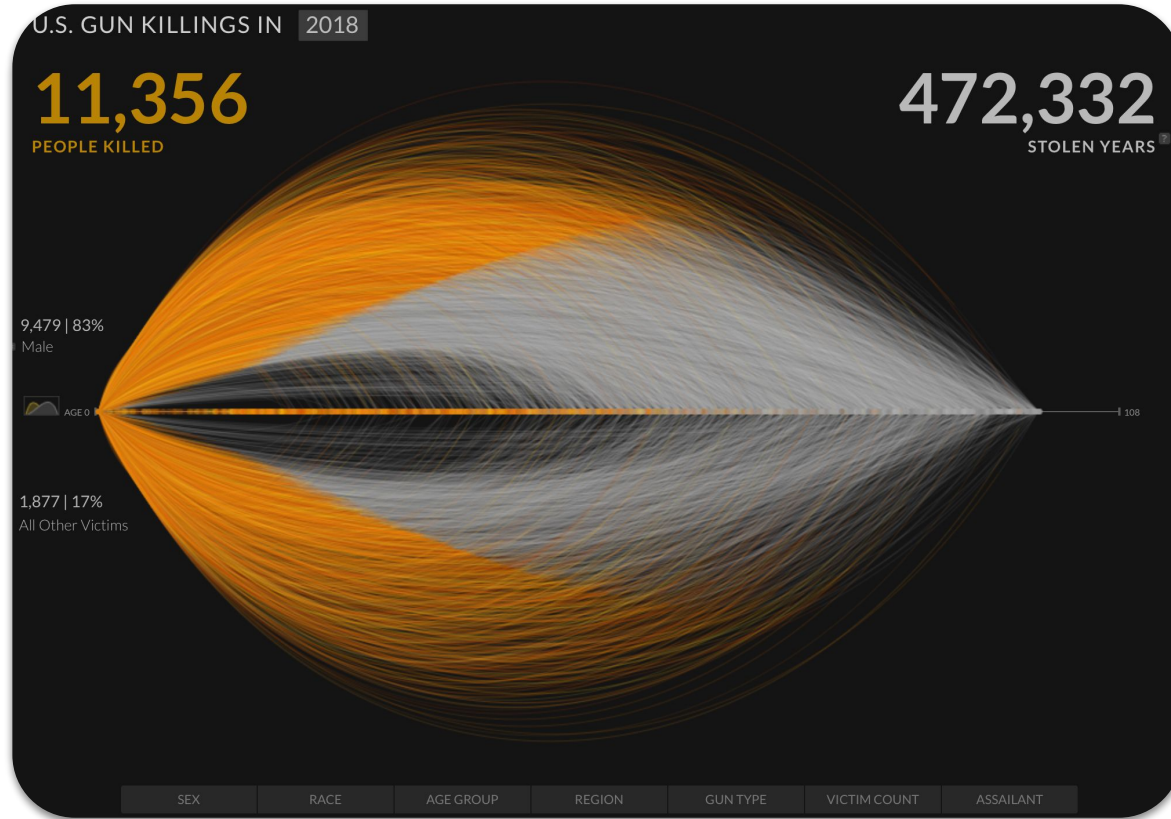 U.S. GUN KILLINGS IN 2018
11,356
PEOPLE KILLED
472,332
STOLEN YEARS ?
9,479 | 83%
Male
AGE 0
108
1,877 | 17%
All Other Victims
SEX RACE AGE GROUP REGION GUN TYPE VICTIM COUNT ASSAILANT